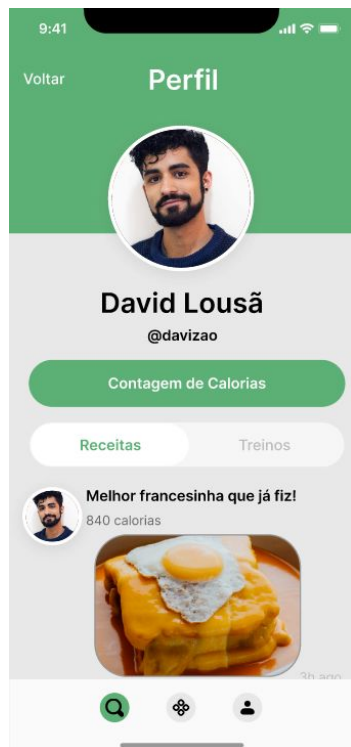 9:41
Voltar
Perfil
David Lousã
@davizao
Contagem de Calorias
Receitas
Treinos
Melhor francesinha que já fiz!
840 calorias
3h ago